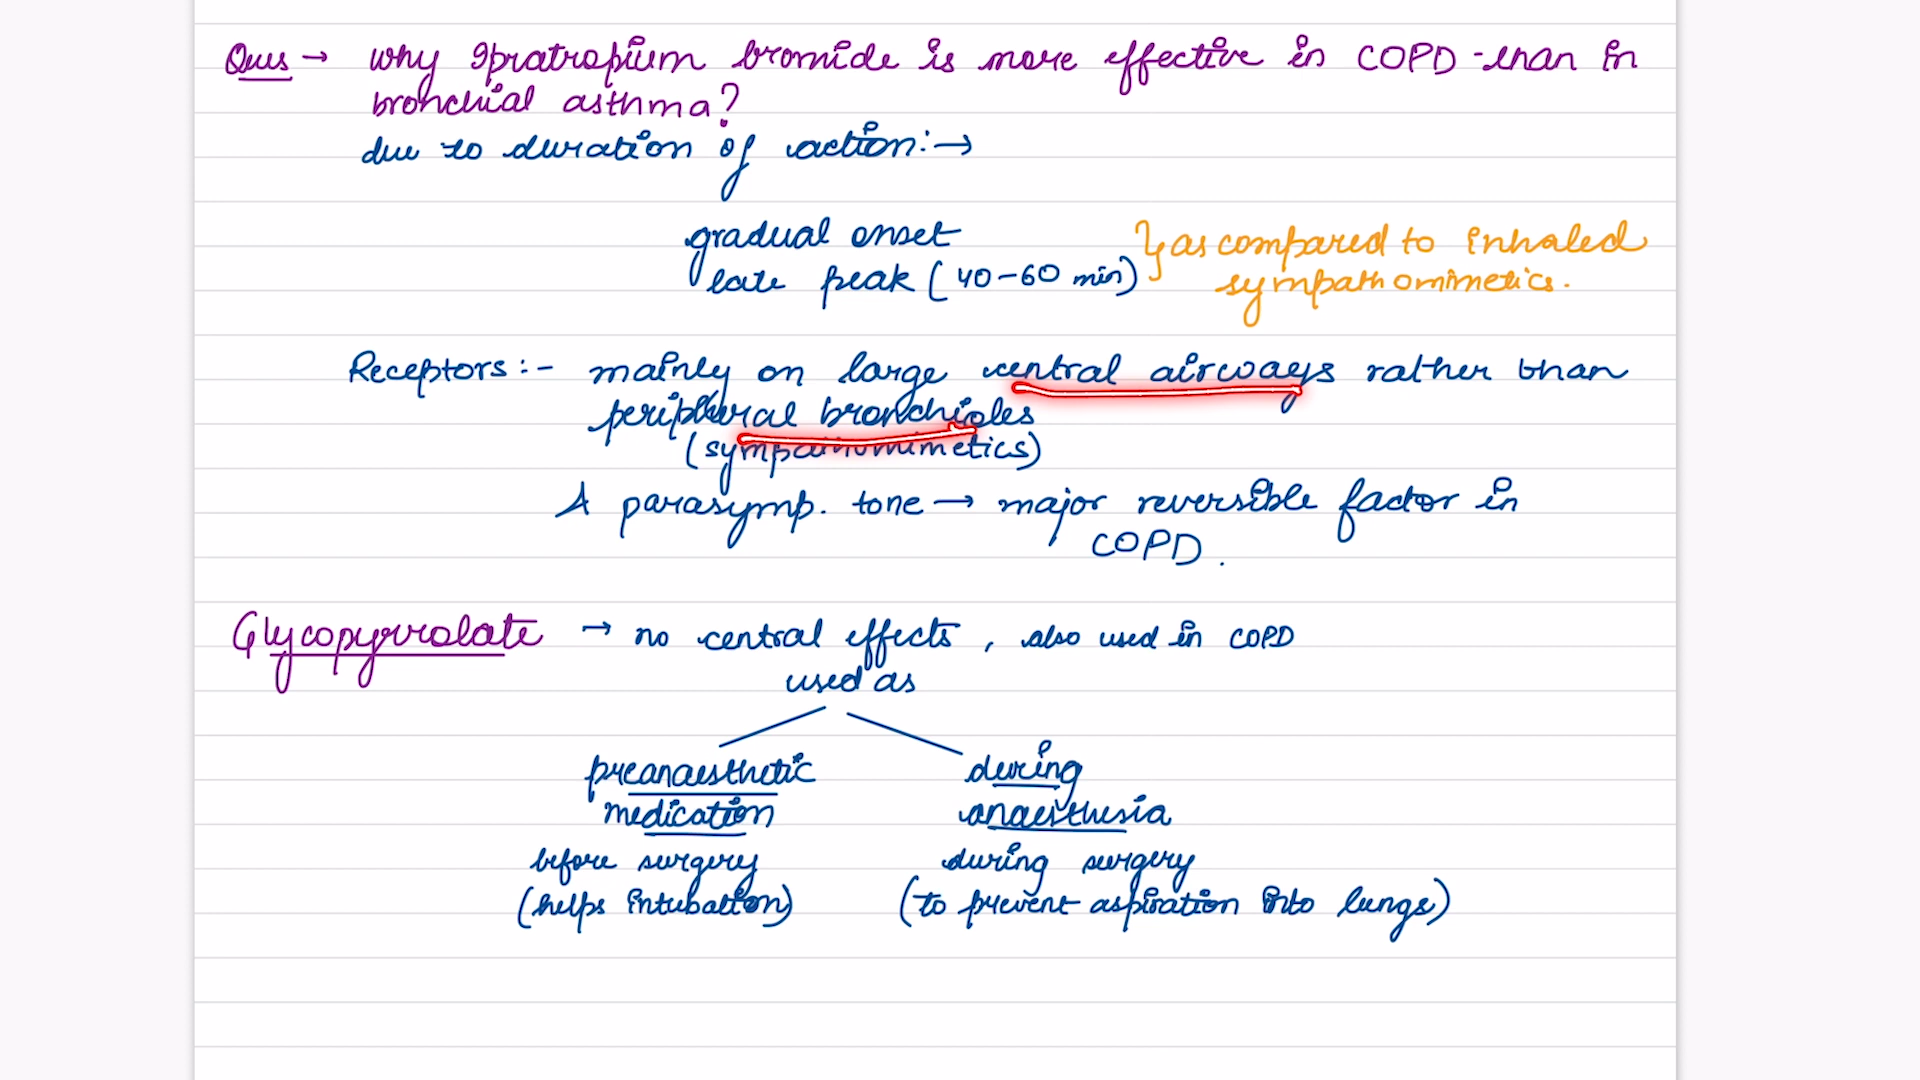 Ques → why Ipratropium bromide is more effective in COPD than in
bronchial asthma?
due to duration of action:→
gradual onset
late peak (40-60 min) } as compared to inhaled
sympathomimetics.
Receptors:- mainly on large central airways rather than
peripheral bronchioles
(sympathomimetics)
parasymp. tone → major reversible factor in
COPD.
Glycopyrrolate → no central effects, also used in COPD
used as
preanaesthetic during
medication anaesthesia
before surgery during surgery
(helps intubation) (to prevent aspiration into lungs)